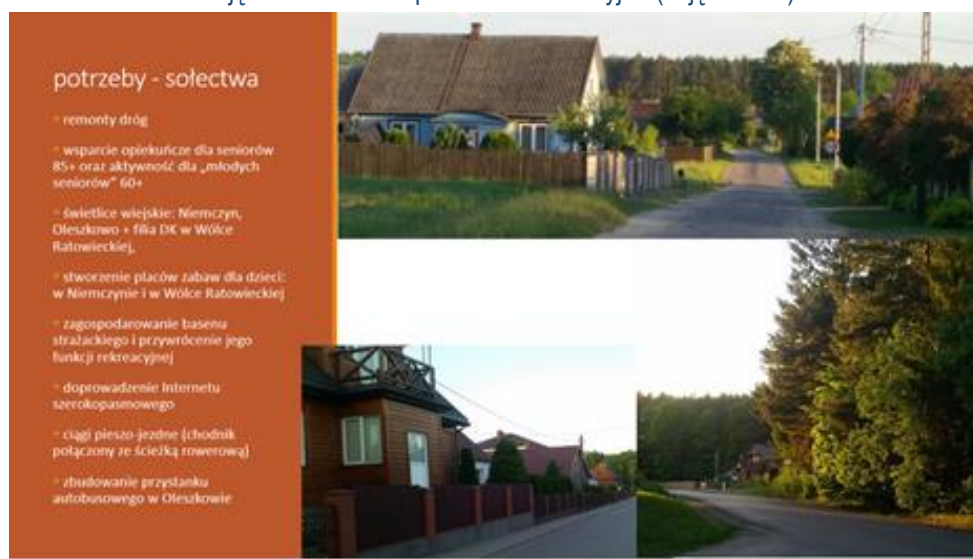 potrzeby - sołectwa
remonty dróg
wsparcie opiekuńcze dla seniorów
85+ oraz aktywność dla „młodych
seniorów” 60+
świetlice wiejskie: Niemczyn,
Oleszkowo + filia DK w Wólce
Ratowieckiej,
stworzenie placów zabaw dla dzieci:
w Niemczynie i w Wólce Ratowieckiej
zagospodarowanie basenu
strażackiego i przywrócenie jego
funkcji rekreacyjnej
doprowadzenie Internetu
szerokopasmowego
ciągi pieszo-jezdne (chodnik
połączony ze ścieżką rowerową)
zbudowanie przystanku
autobusowego w Oleszkowie